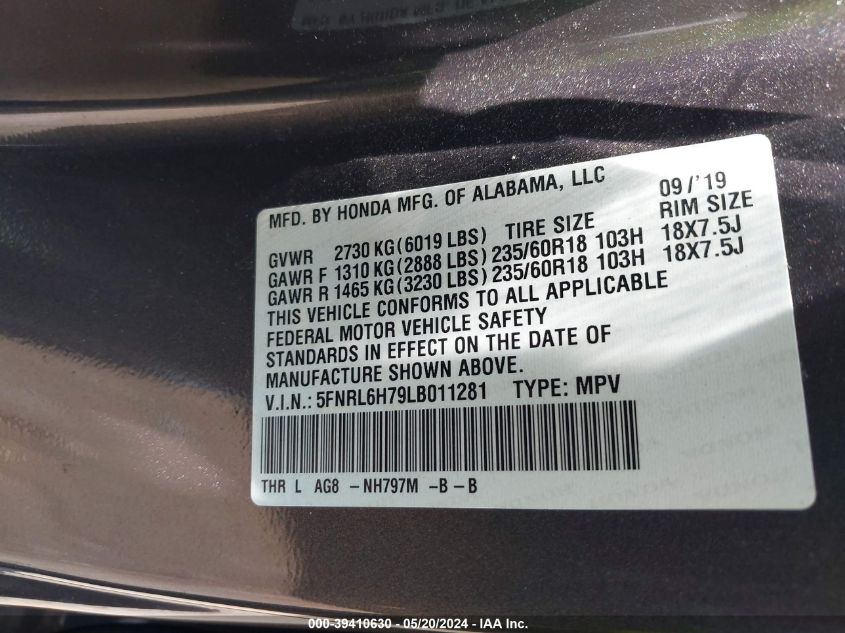 MFD. BY HONDA MFG. OF ALABAMA, LLC 09/'19
GVWR 2730 KG (6019 LBS) TIRE SIZE RIM SIZE
GAWR F 1310 KG (2888 LBS) 235/60R18 103H 18X7.5J
GAWR R 1465 KG (3230 LBS) 235/60R18 103H 18X7.5J
THIS VEHICLE CONFORMS TO ALL APPLICABLE
FEDERAL MOTOR VEHICLE SAFETY
STANDARDS IN EFFECT ON THE DATE OF
MANUFACTURE SHOWN ABOVE.
V.I.N.: 5FNRL6H79LB011281 TYPE: MPV
THR L AG8 -NH797M -B -B
000-39410630 - 05/20/2024 - IAA Inc.